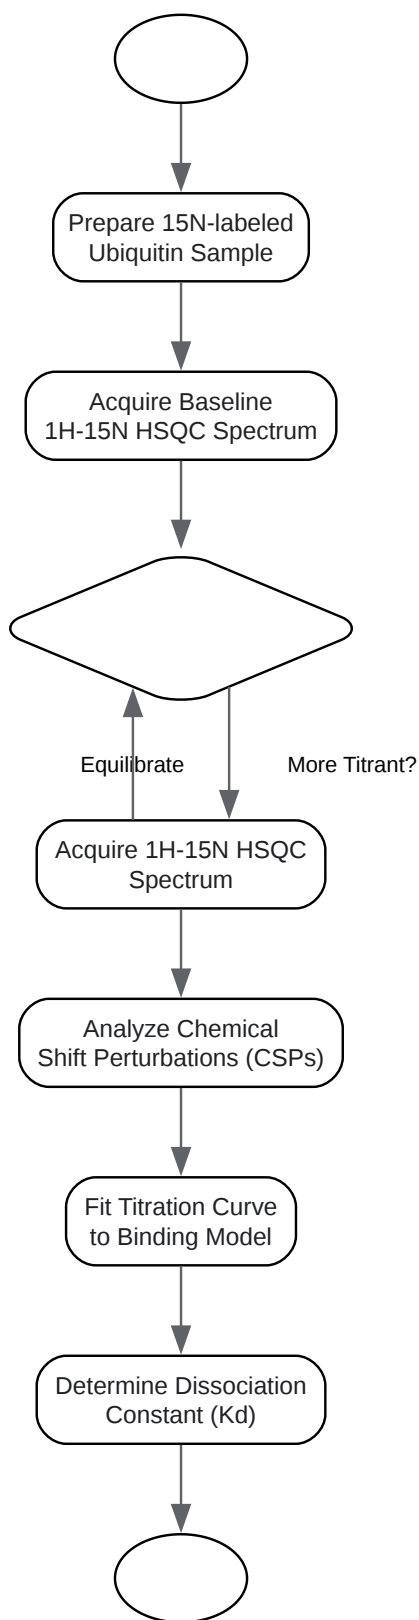 Prepare 15N-labeled
Ubiquitin Sample
Acquire Baseline
1H-15N HSQC Spectrum
Equilibrate
More Titrant?
Acquire 1H-15N HSQC
Spectrum
Analyze Chemical
Shift Perturbations (CSPs)
Fit Titration Curve
to Binding Model
Determine Dissociation
Constant (Kd)